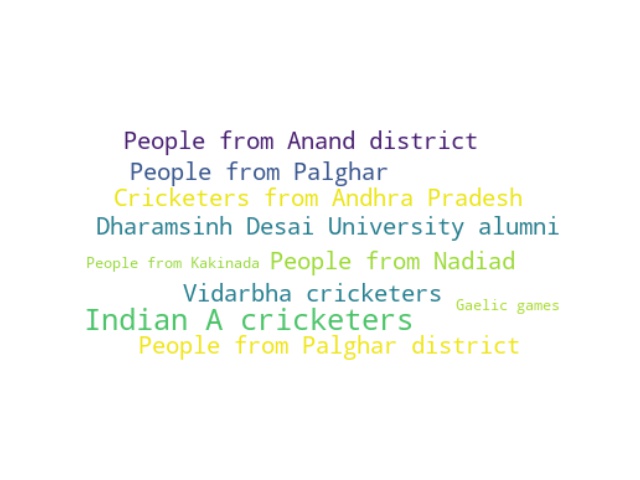 People from Anand district
People from Palghar
Cricketers from Andhra Pradesh
Dharamsinh Desai University alumni
People from Kakinada People from Nadiad
Vidarbha cricketers
Gaelic games
Indian A cricketers
People from Palghar district